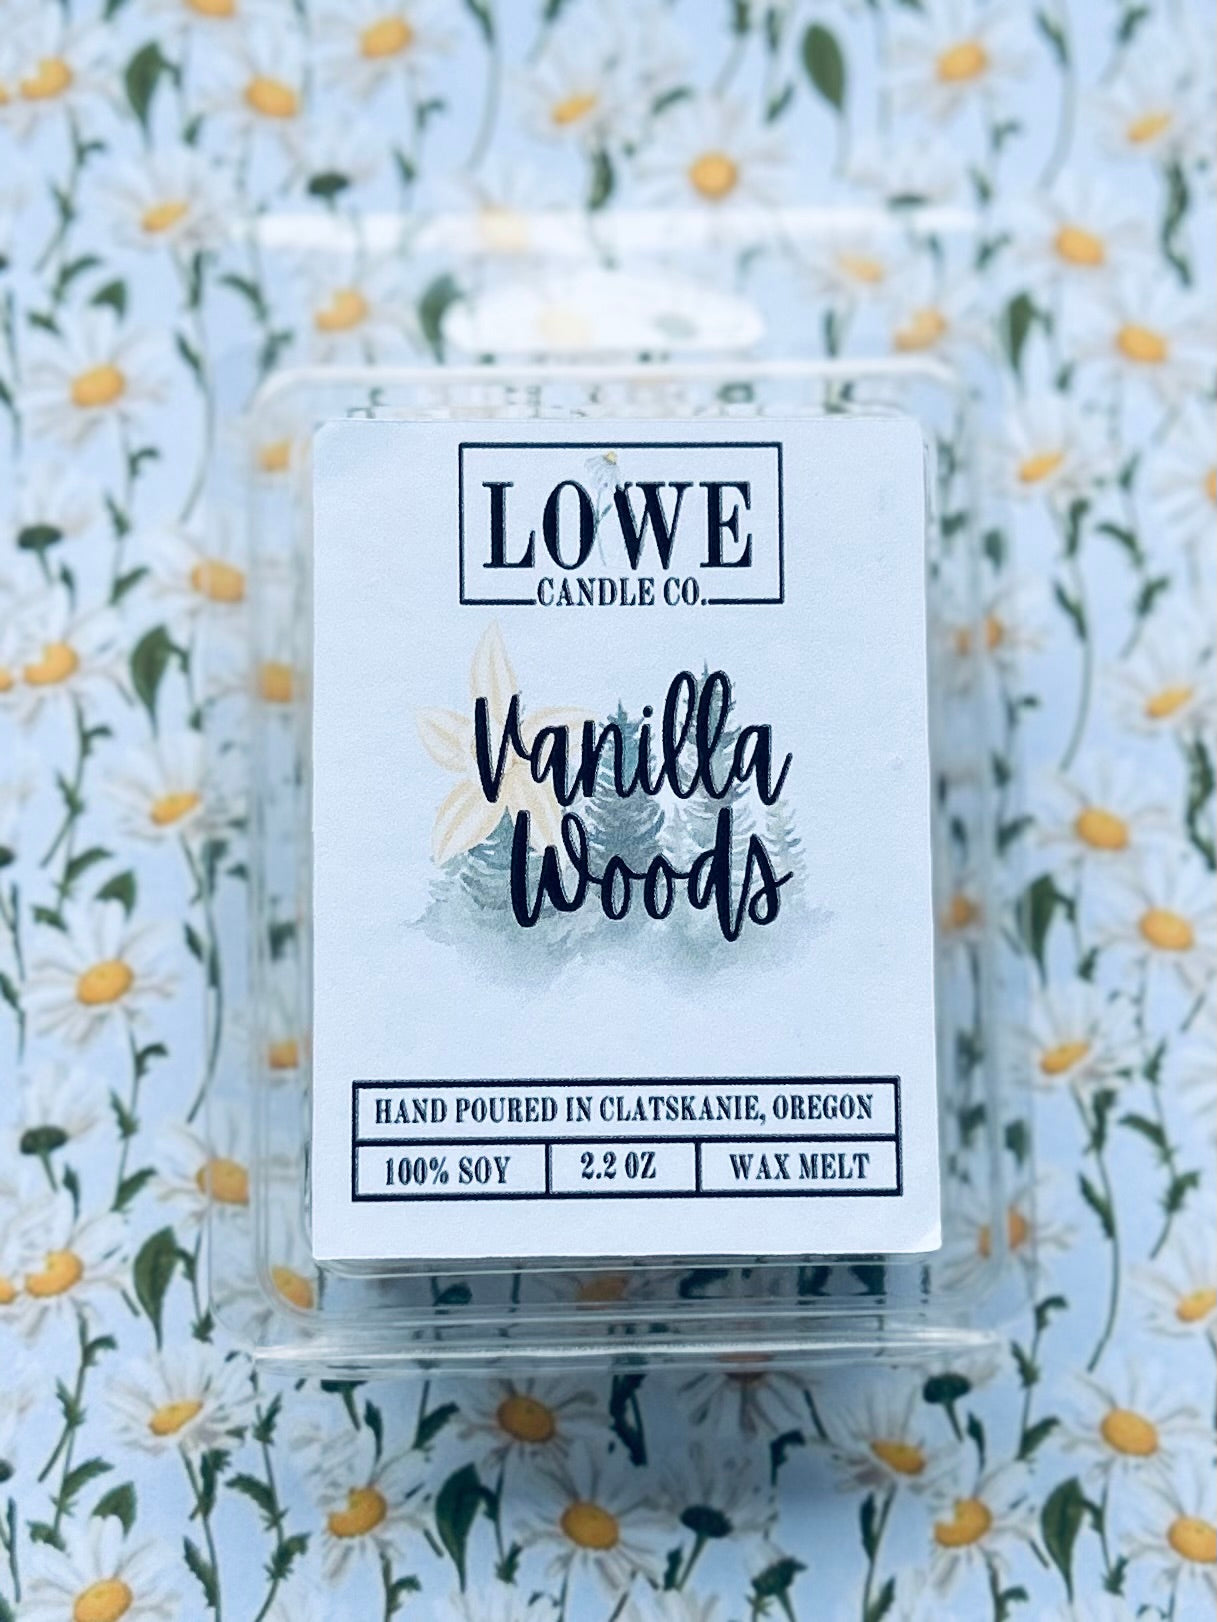 LOWE
CANDLE CO.
Vanilla
Woods
HAND POURED IN CLATSKANIE, OREGON
100% SOY
2.2 OZ
WAX MELT